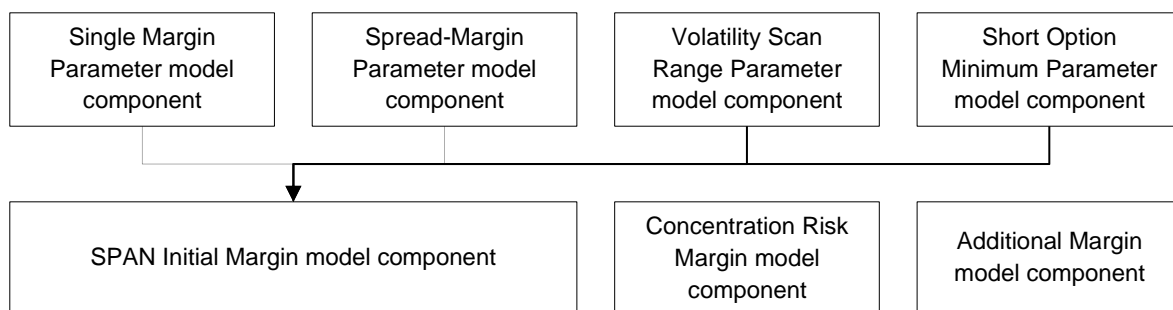 Single Margin
Parameter model
component
Spread-Margin
Parameter model
component
Volatility Scan
Range Parameter
model component
Short Option
Minimum Parameter
model component
SPAN Initial Margin model component
Concentration Risk
Margin model
component
Additional Margin
model component